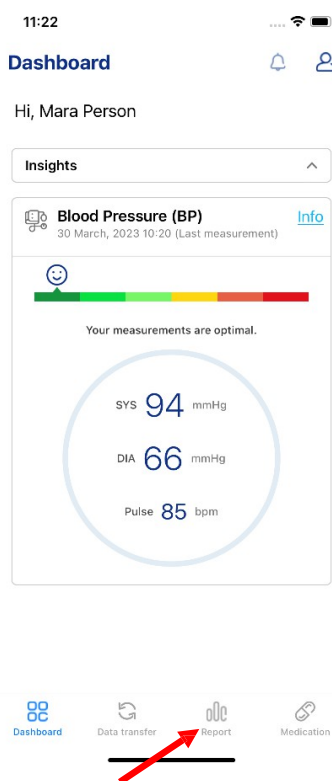 11:22
Dashboard
Hi, Mara Person
Insights
Blood Pressure (BP)
Info
30 March, 2023 10:20 (Last measurement)
Your measurements are optimal.
SYS 94 mmHg
DIA 66 mmHg
Pulse 85 bpm
Dashboard Data transfer Report Medication